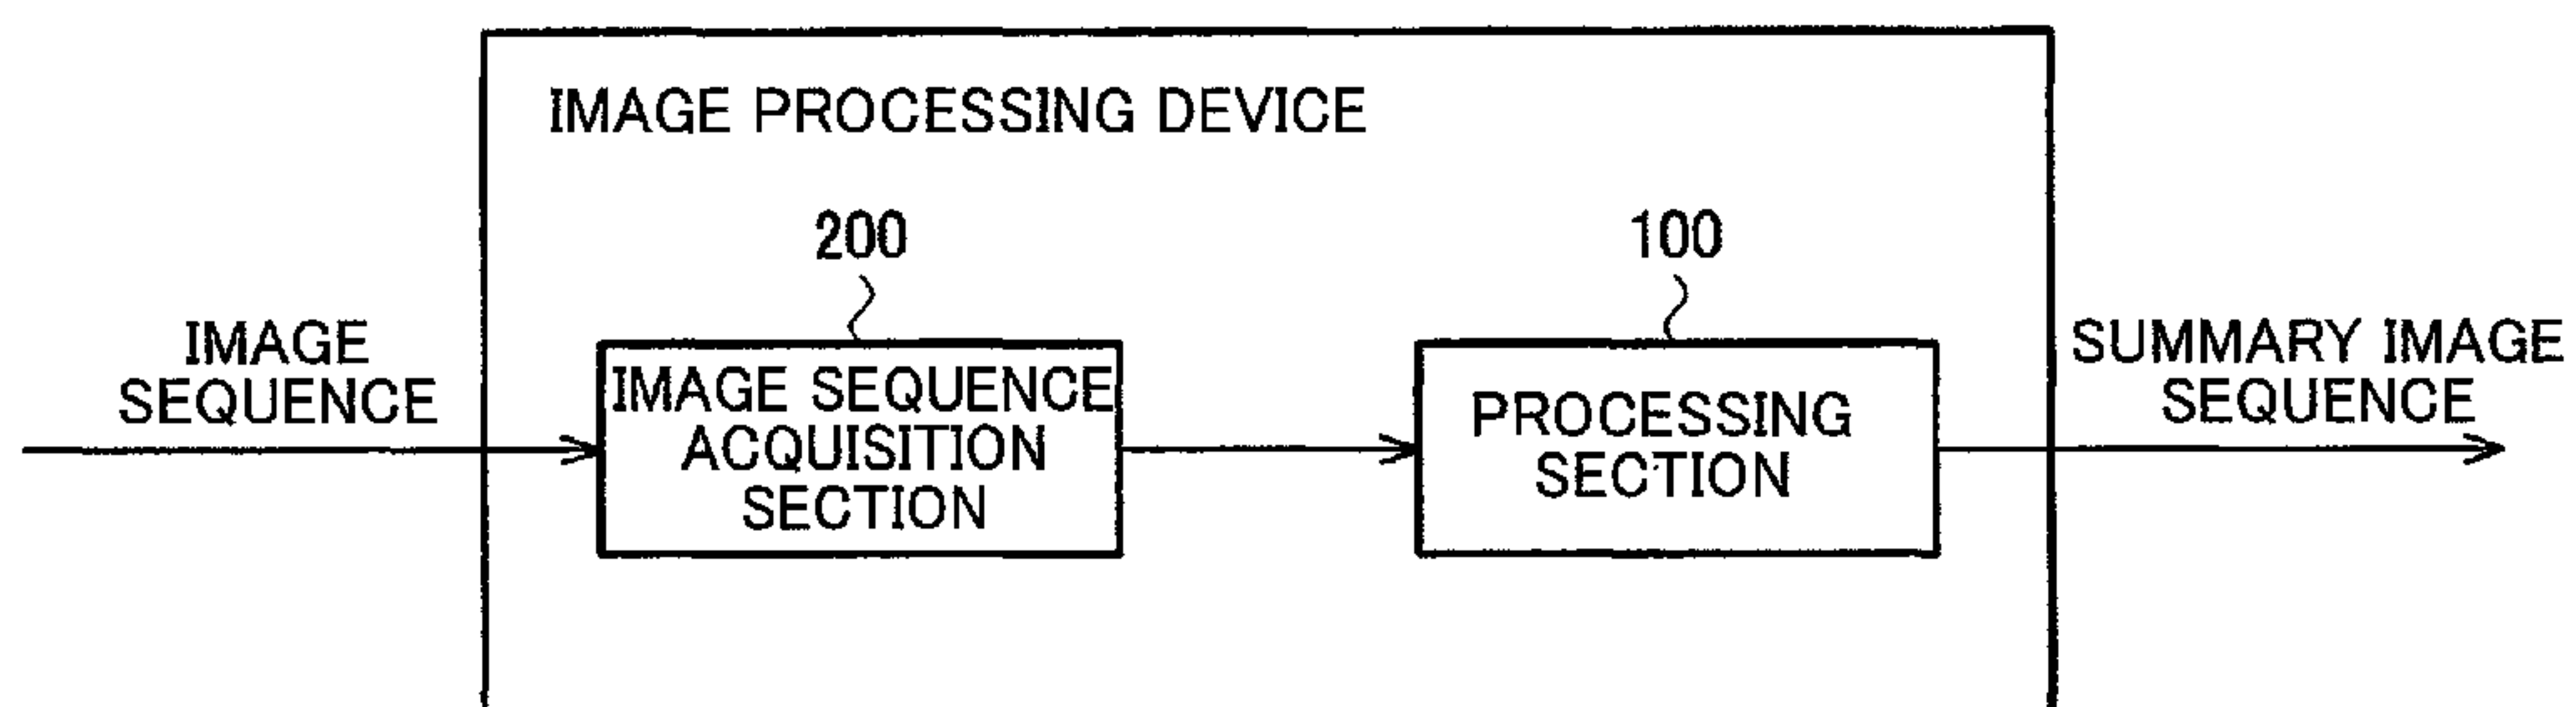 IMAGE PROCESSING DEVICE
200
100
IMAGE
SEQUENCE
IMAGE SEQUENCE
ACQUISITION
SECTION
PROCESSING
SECTION
SUMMARY IMAGE
SEQUENCE